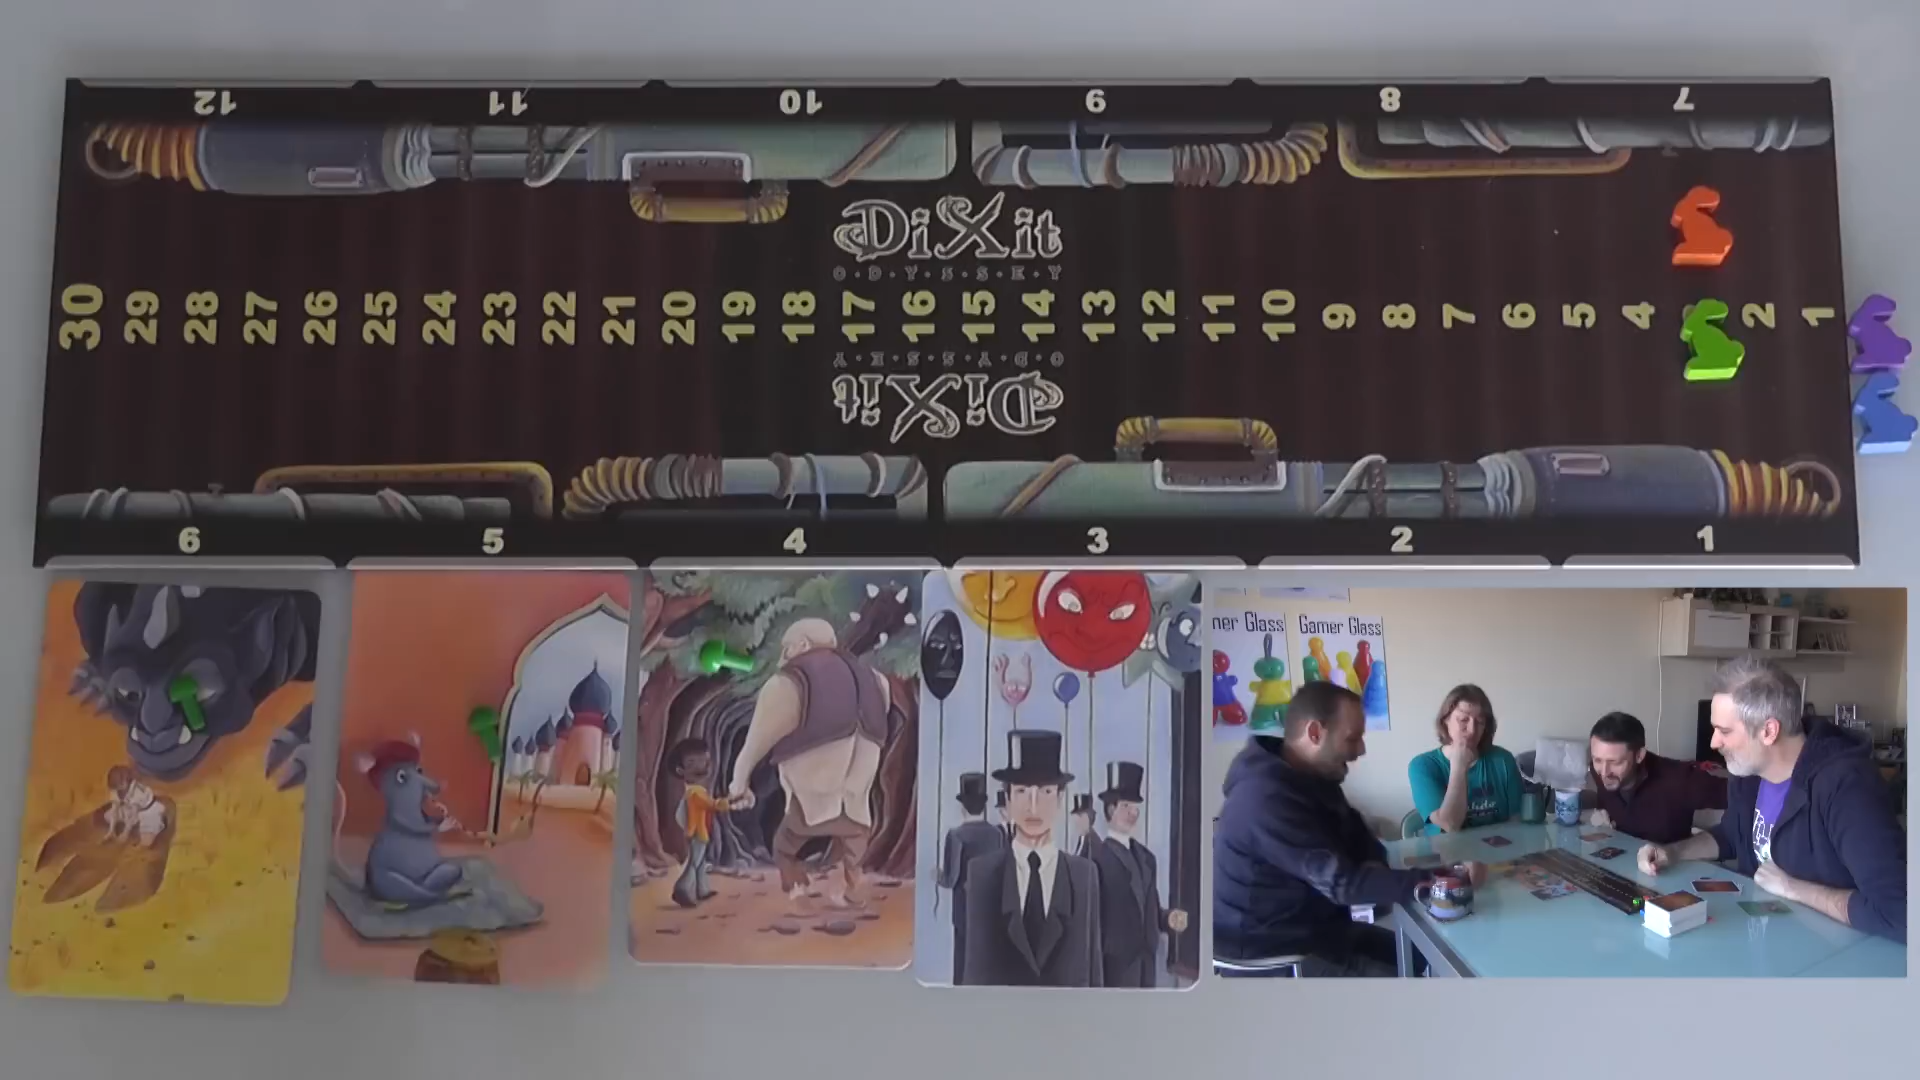 12 11 10 9 8 7
DiXit
O·D·Y·S·S·E·Y
30 29 28 27 26 25 24 23 22 21 20 19 18 17 16 15 14 13 12 11 10 9 8 7 6 5 4 2 1
O·D·Y·S·S·E·Y
DiXit
6 5 4 3 2 1
ner Glass
Gamer Glass